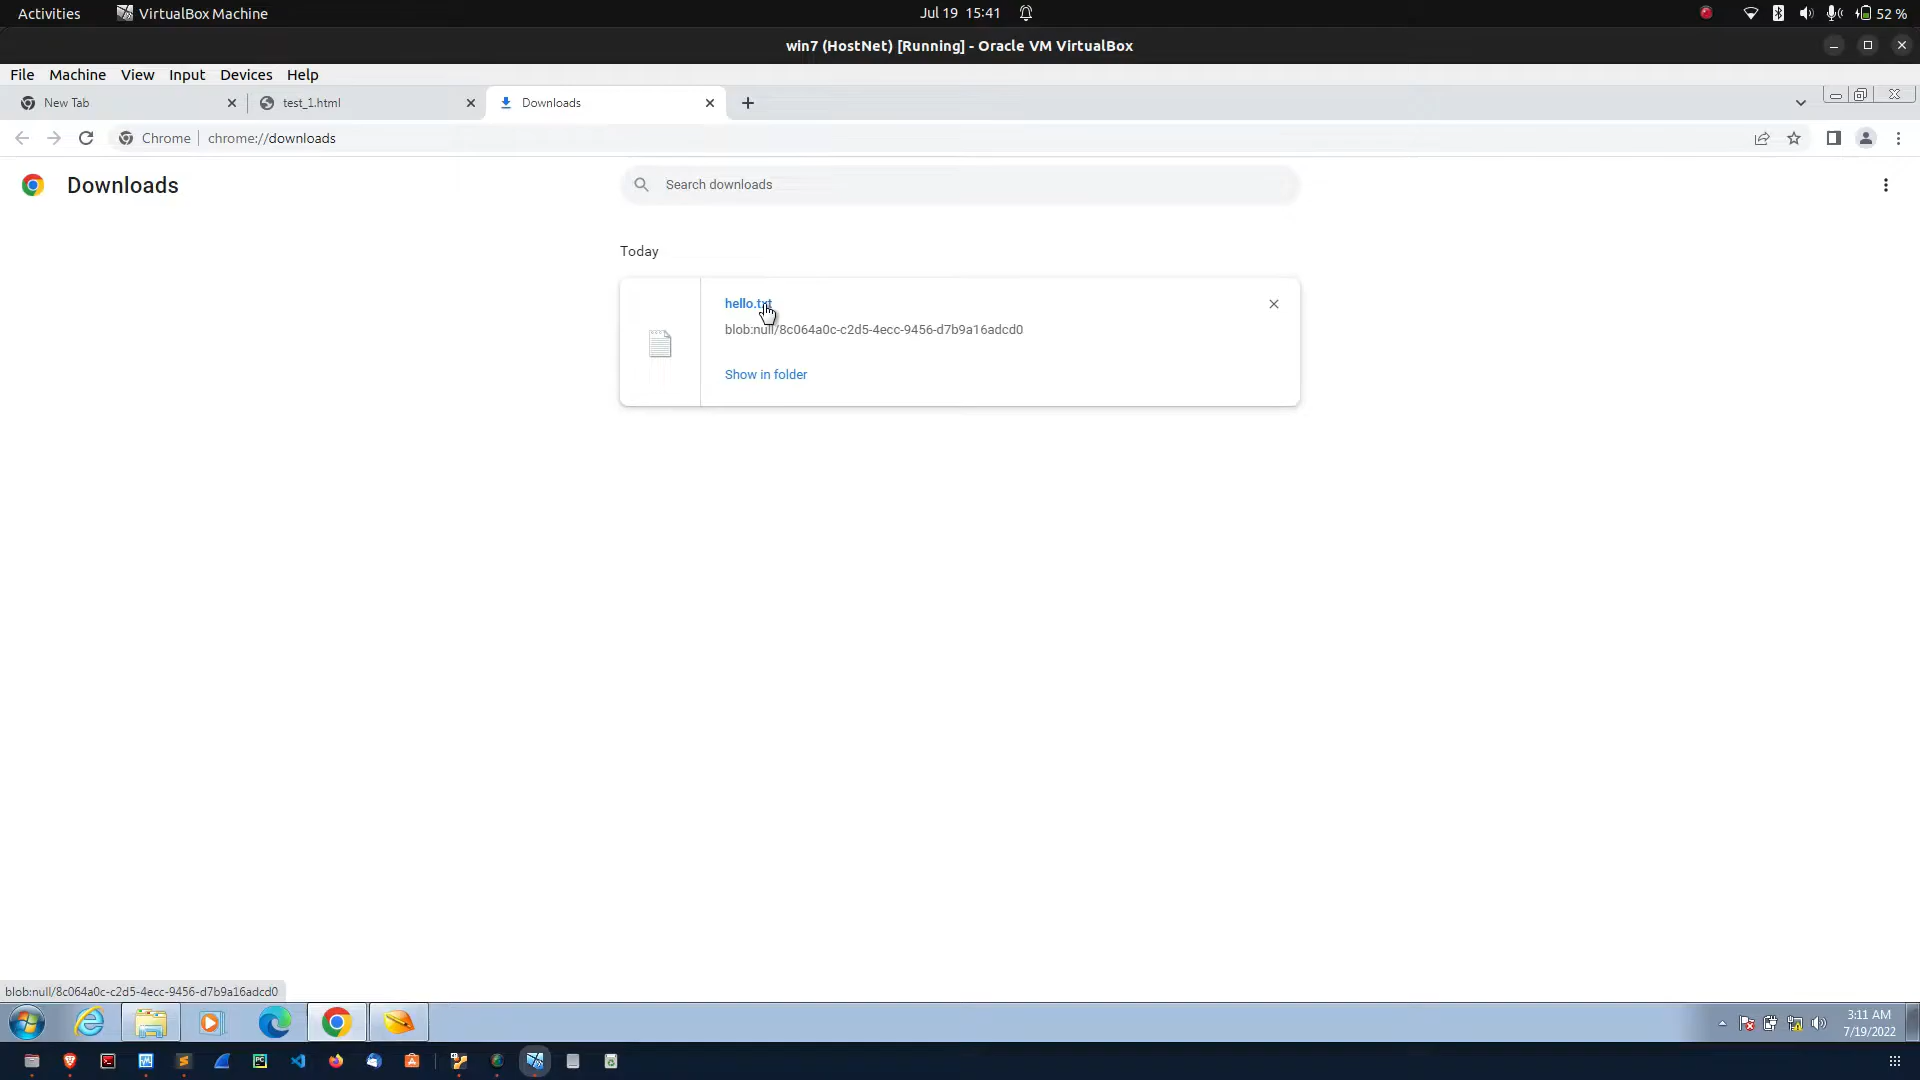 Activities VirtualBox Machine Jul 19 15:41 52 %
win7 (HostNet) [Running] - Oracle VM VirtualBox
File Machine View Input Devices Help
New Tab test_1.html Downloads
Chrome chrome://downloads
Downloads Search downloads
Today
hello.txt
blob:null/8c064a0c-c2d5-4ecc-9456-d7b9a16adcd0
Show in folder
blob:null/8c064a0c-c2d5-4ecc-9456-d7b9a16adcd0
3:11 AM
7/19/2022